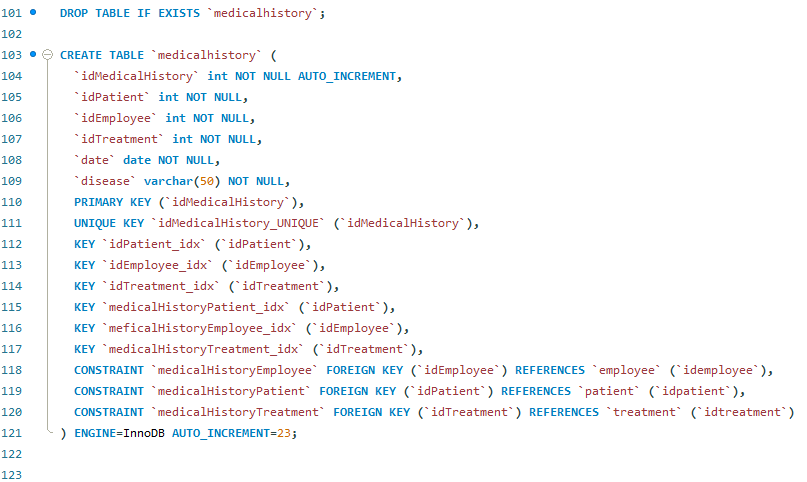 101 DROP TABLE IF EXISTS `medicalhistory`;
102
103 CREATE TABLE `medicalhistory` (
104 `idMedicalHistory` int NOT NULL AUTO_INCREMENT,
105 `idPatient` int NOT NULL,
106 `idEmployee` int NOT NULL,
107 `idTreatment` int NOT NULL,
108 `date` date NOT NULL,
109 `disease` varchar(50) NOT NULL,
110 PRIMARY KEY (`idMedicalHistory`),
111 UNIQUE KEY `idMedicalHistory_UNIQUE` (`idMedicalHistory`),
112 KEY `idPatient_idx` (`idPatient`),
113 KEY `idEmployee_idx` (`idEmployee`),
114 KEY `idTreatment_idx` (`idTreatment`),
115 KEY `medicalHistoryPatient_idx` (`idPatient`),
116 KEY `meficalHistoryEmployee_idx` (`idEmployee`),
117 KEY `medicalHistoryTreatment_idx` (`idTreatment`),
118 CONSTRAINT `medicalHistoryEmployee` FOREIGN KEY (`idEmployee`) REFERENCES `employee` (`idemployee`),
119 CONSTRAINT `medicalHistoryPatient` FOREIGN KEY (`idPatient`) REFERENCES `patient` (`idpatient`),
120 CONSTRAINT `medicalHistoryTreatment` FOREIGN KEY (`idTreatment`) REFERENCES `treatment` (`idtreatment`)
121 ) ENGINE=InnoDB AUTO_INCREMENT=23;
122
123